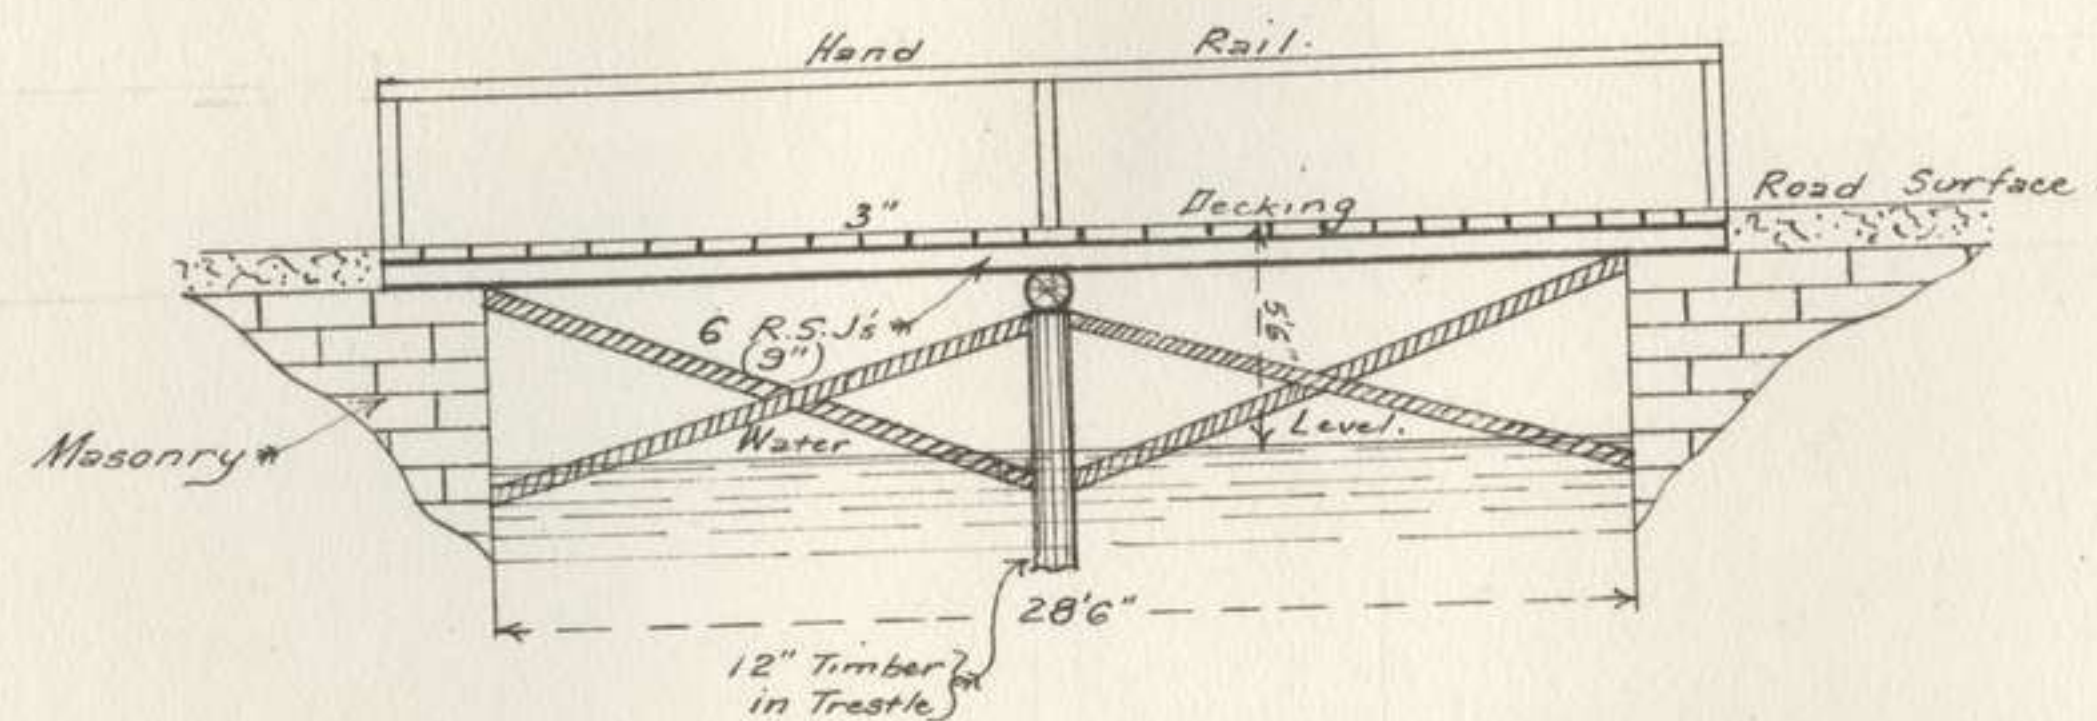 Hand Rail.
Road Surface
3" Decking
6 R.S.J's
(9")
5'6"
Masonry
Water Level.
28'6"
12" Timber
in Trestle